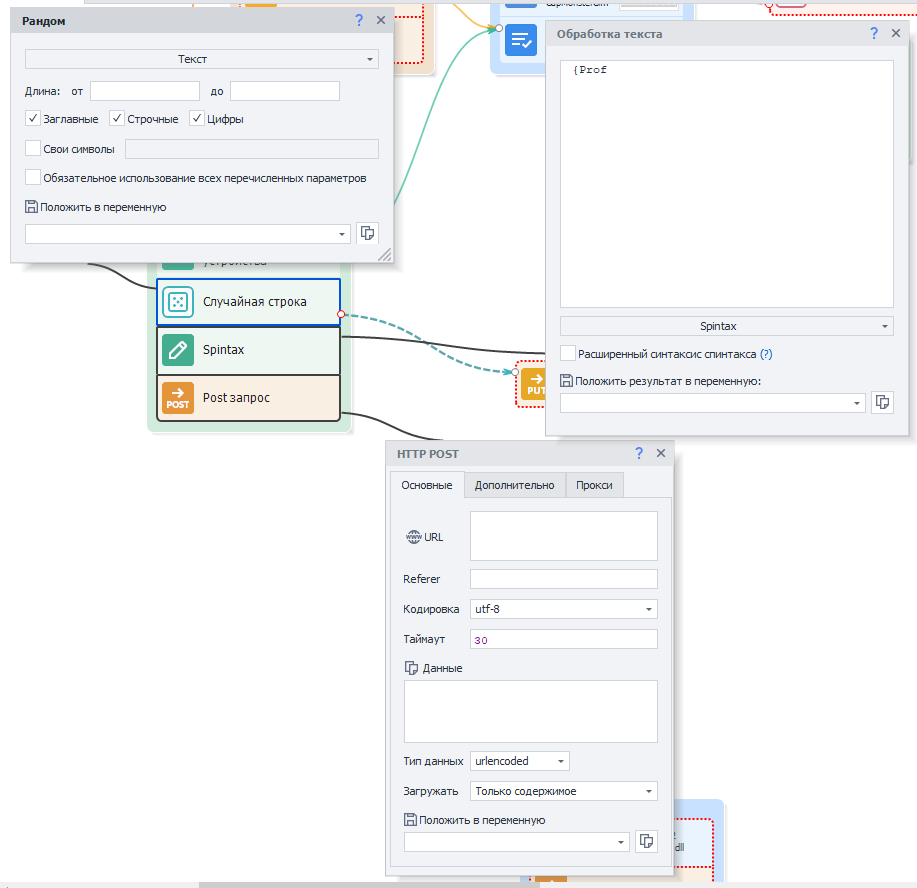 Рандом
?
Текст
Длина: от до
Заглавные Строчные Цифры
Свои символы
Обязательное использование всех перечисленных параметров
Положить в переменную
Случайная строка
Spintax
POST Post запрос
PUT
Обработка текста
?
{Prof
Spintax
Расширенный синтаксис спинтакса (?)
Положить результат в переменную:
HTTP POST
?
Основные Дополнительно Прокси
www URL
Referer
Кодировка utf-8
Таймаут 30
Данные
Тип данных urlencoded
Загружать Только содержимое
Положить в переменную
dll